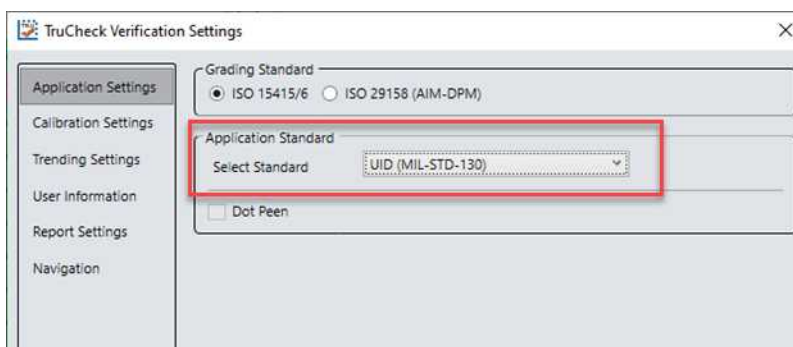 TruCheck Verification Settings
Application Settings
Calibration Settings
Trending Settings
User Information
Report Settings
Navigation
Grading Standard
ISO 15415/6 ISO 29158 (AIM-DPM)
Application Standard
Select Standard UID (MIL-STD-130)
Dot Peen